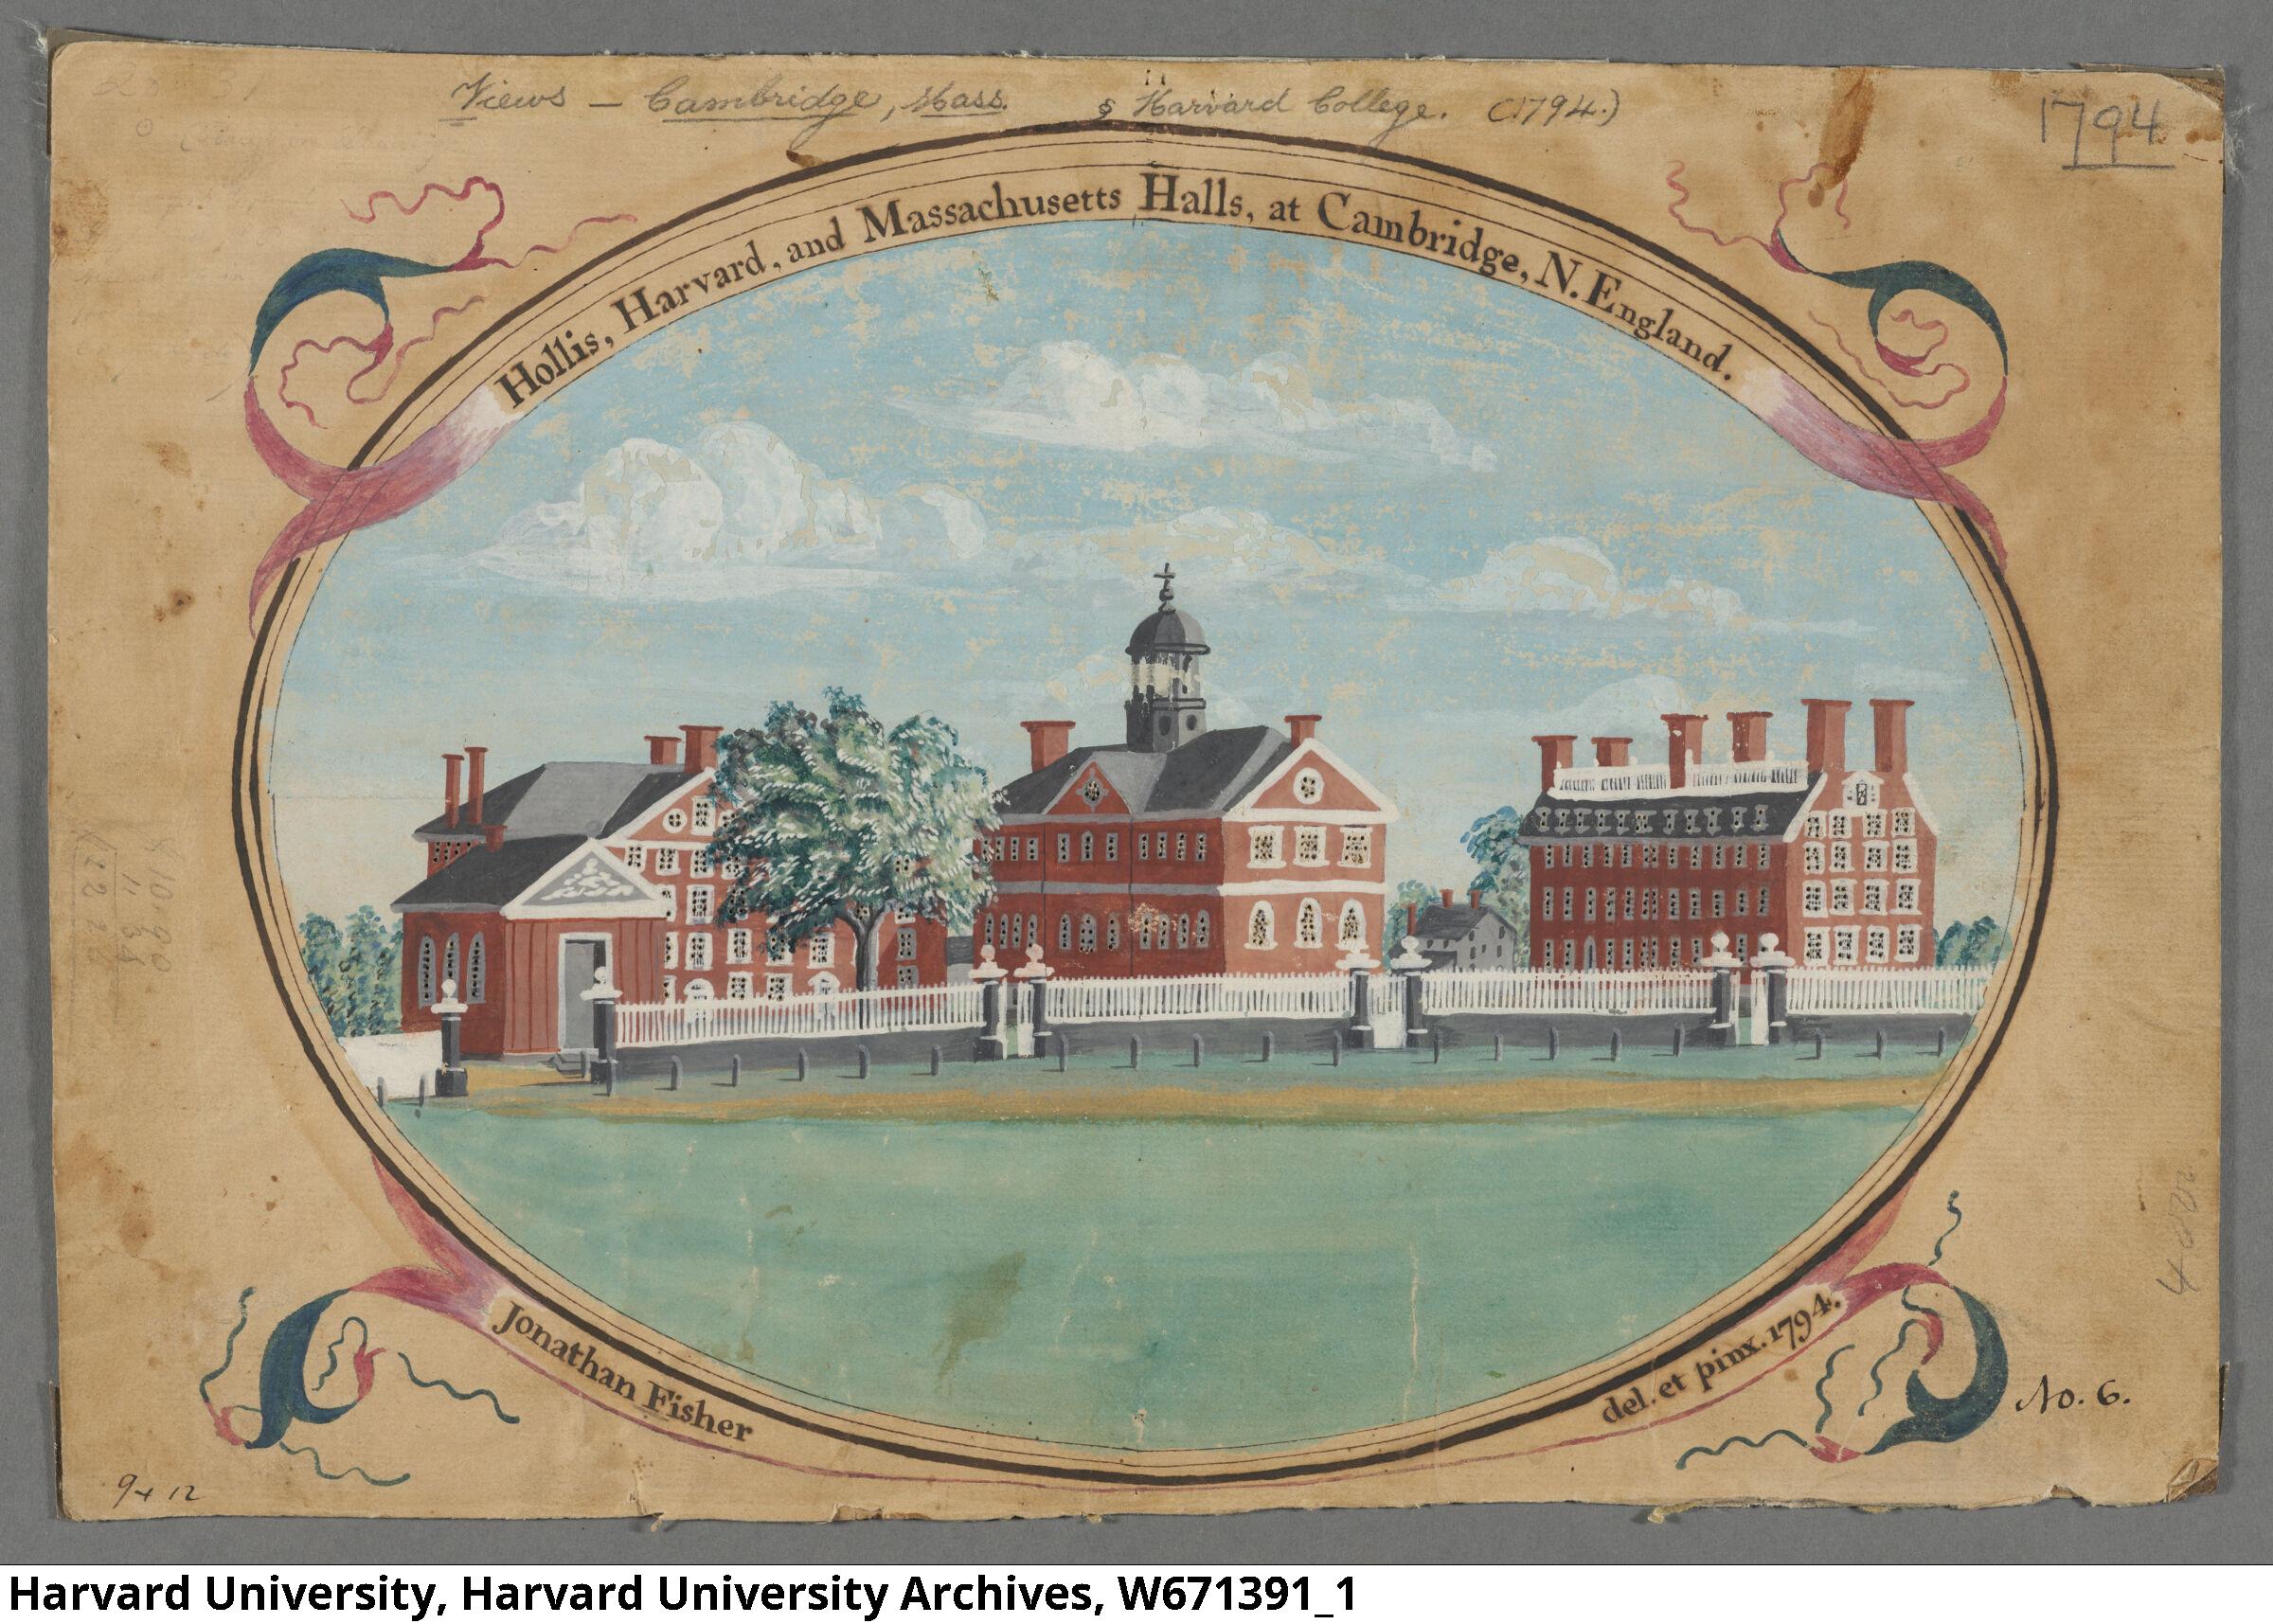 Views — Cambridge, Mass. Harvard College. (1794.)
1794
Hollis, Harvard, and Massachusetts Halls, at Cambridge, N. England.
Jonathan Fisher
del. et pinx. 1794.
No. 6.
9 x 12
Harvard University, Harvard University Archives, W671391_1